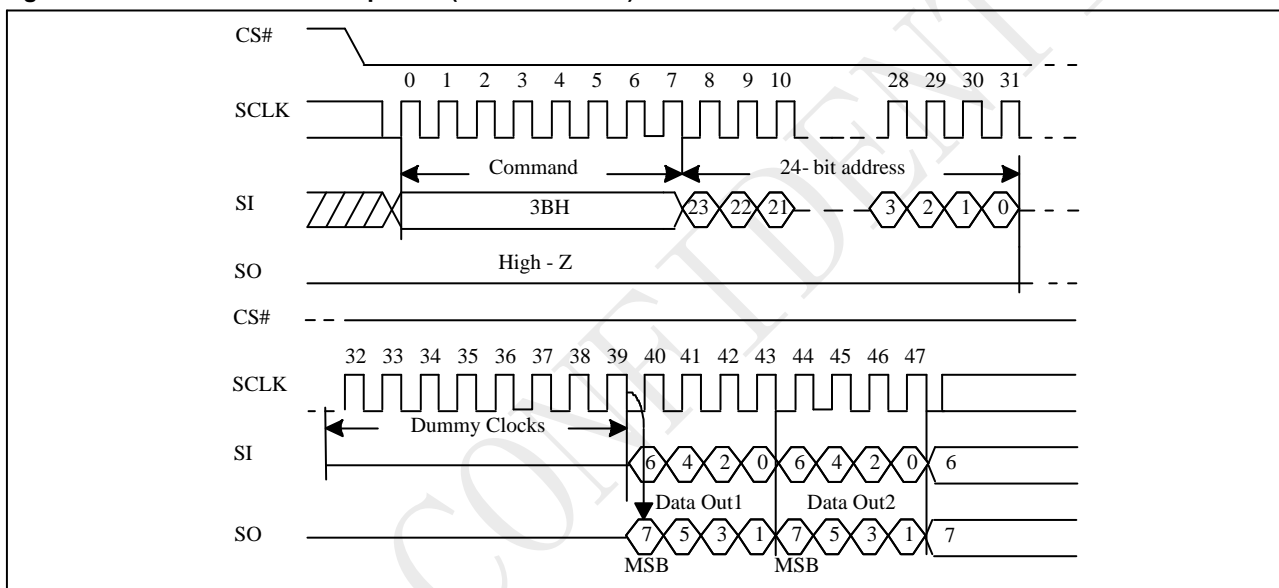 CS#
0 1 2 3 4 5 6 7 8 9 10 28 29 30 31
SCLK
Command 24- bit address
SI 3BH 23 22 21 3 2 1 0
High - Z
SO
CS#
32 33 34 35 36 37 38 39 40 41 42 43 44 45 46 47
SCLK
Dummy Clocks
SI 6 4 2 0 6 4 2 0 6
Data Out1 Data Out2
SO 7 5 3 1 7 5 3 1 7
MSB MSB
CONFIDENT